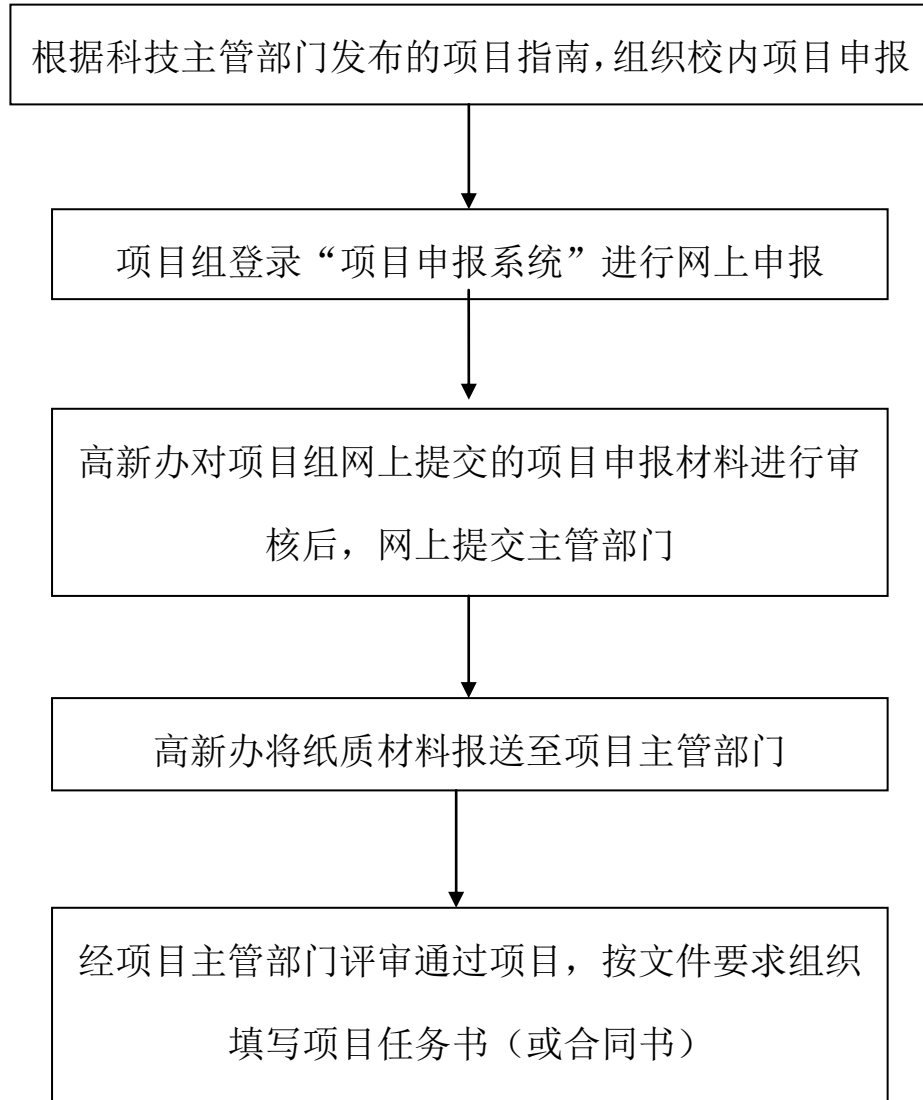 根据科技主管部门发布的项目指南，组织校内项目申报
项目组登录“项目申报系统”进行网上申报
高新办对项目组网上提交的项目申报材料进行审
核后，网上提交主管部门
高新办将纸质材料报送至项目主管部门
经项目主管部门评审通过项目，按文件要求组织
填写项目任务书（或合同书）